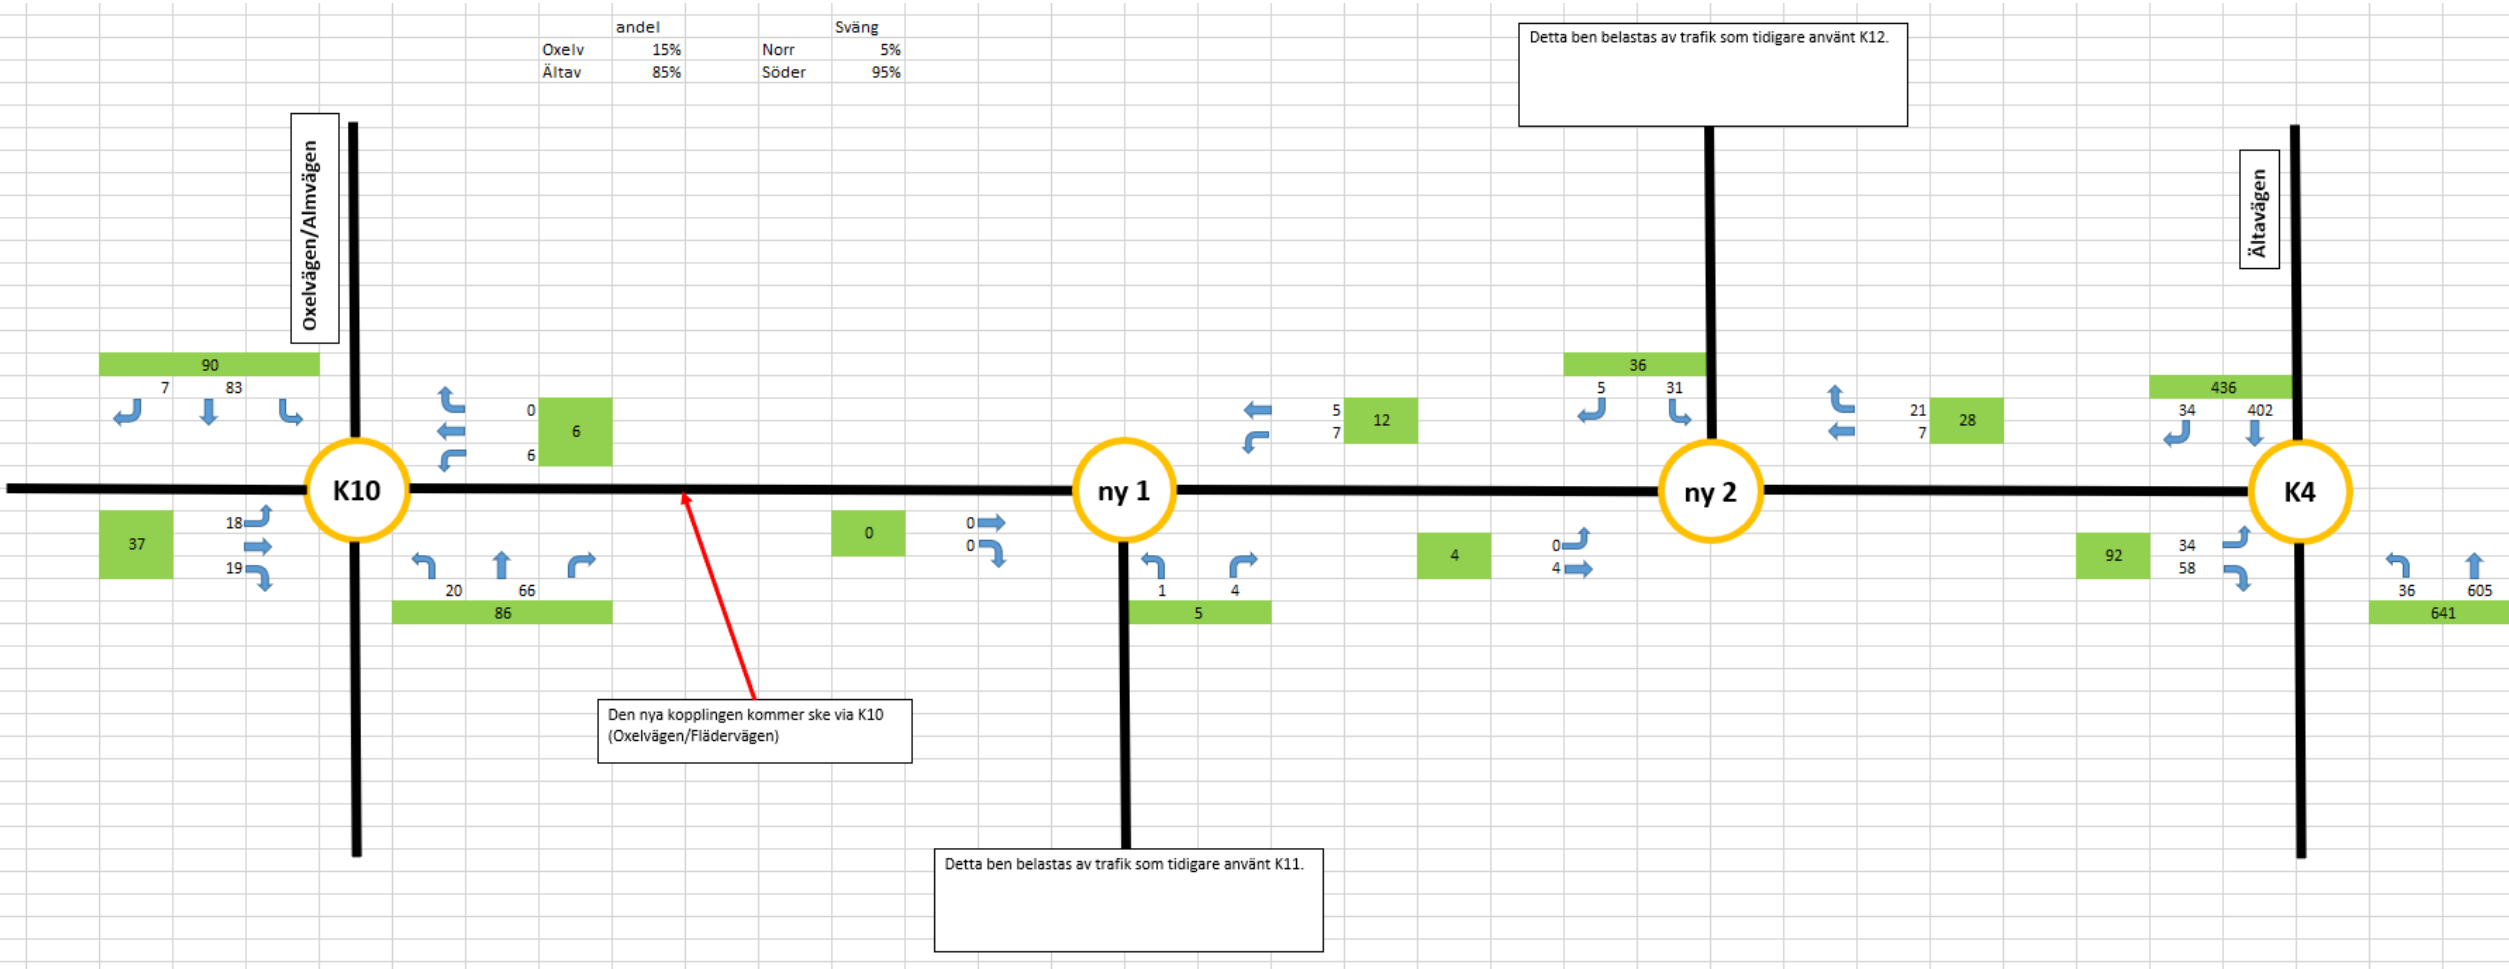 andel Sväng
Oxelv 15% Norr 5%
Ältav 85% Söder 95%
Detta ben belastas av trafik som tidigare använt K12.
Oxelvägen/Almvägen
Ältavägen
90
7 83
36
5 31
436
34 402
0
6
6
5
7
12
21
7
28
K10
ny 1
ny 2
K4
37
18
19
20 66
86
0
0
0
1 4
5
4
0
4
92
34
58
36 605
641
Den nya kopplingen kommer ske via K10
(Oxelvägen/Flädervägen)
Detta ben belastas av trafik som tidigare använt K11.